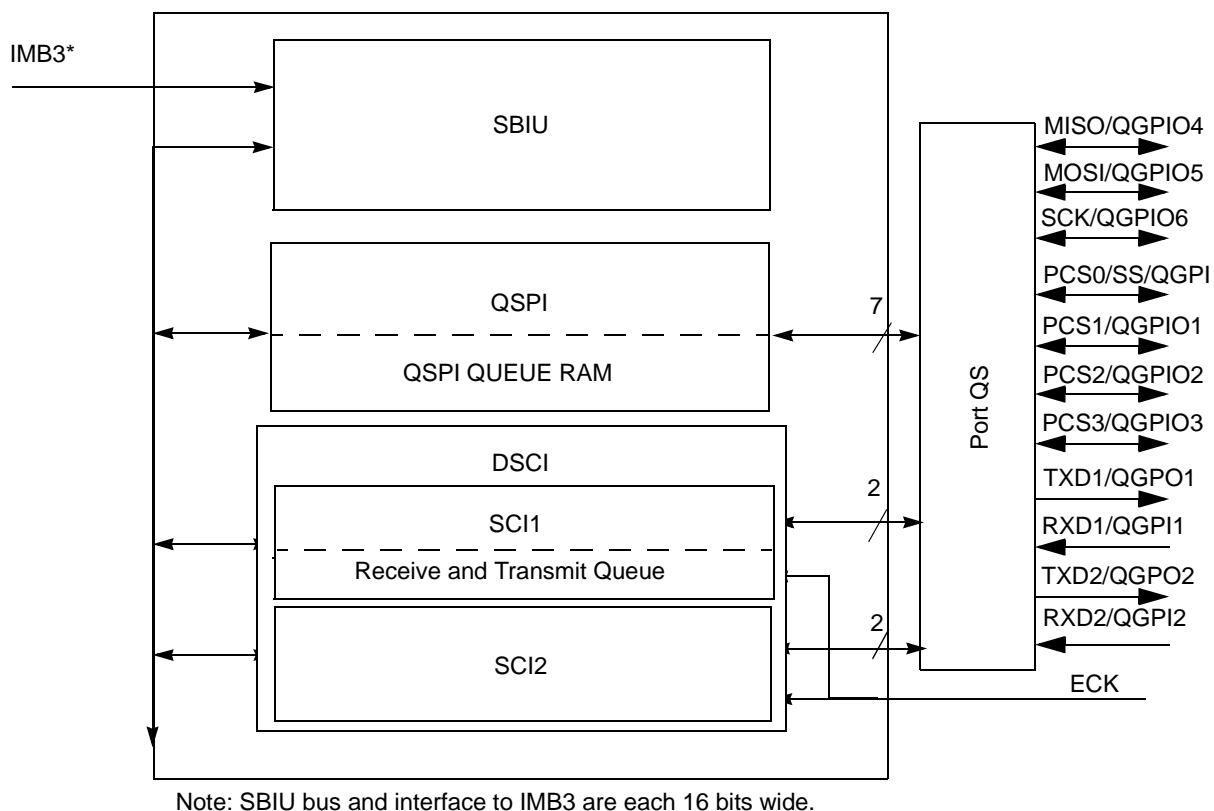 IMB3*
SBIU
QSPI
QSPI QUEUE RAM
7
DSCI
SCI1
Receive and Transmit Queue
2
SCI2
2
Port QS
MISO/QGPIO4
MOSI/QGPIO5
SCK/QGPIO6
PCS0/SS/QGPI
PCS1/QGPIO1
PCS2/QGPIO2
PCS3/QGPIO3
TXD1/QGPO1
RXD1/QGPI1
TXD2/QGPO2
RXD2/QGPI2
ECK
Note: SBIU bus and interface to IMB3 are each 16 bits wide.